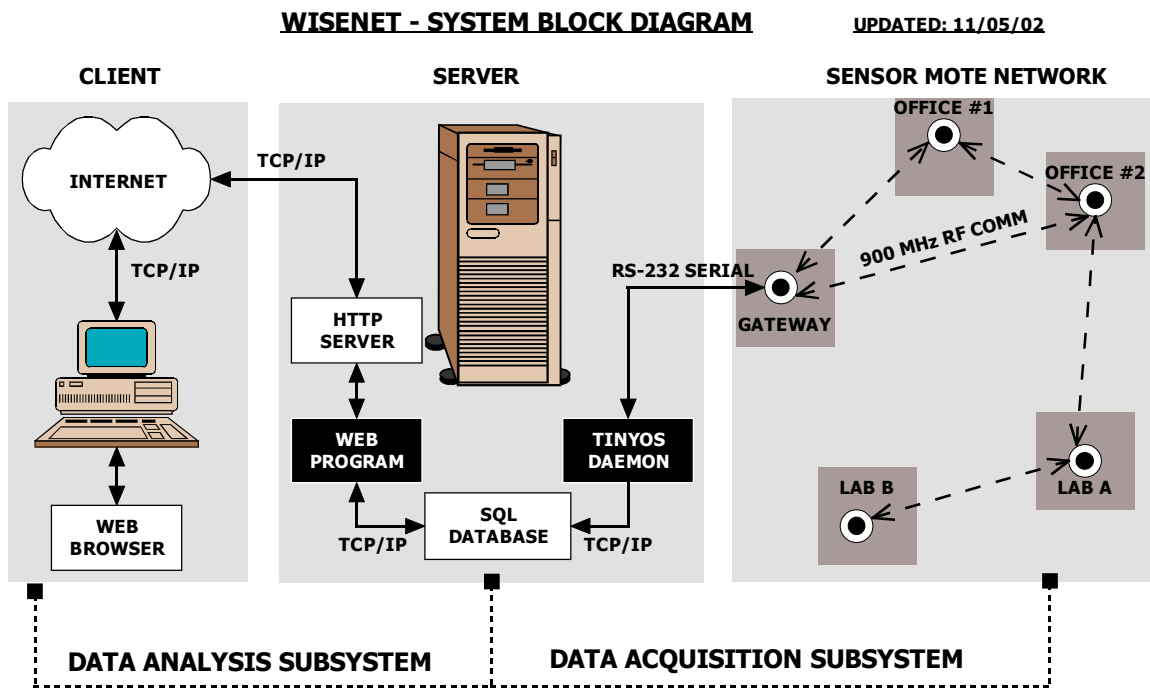 WISENET - SYSTEM BLOCK DIAGRAM
UPDATED: 11/05/02
CLIENT
SERVER
SENSOR MOTE NETWORK
INTERNET
TCP/IP
TCP/IP
WEB
BROWSER
HTTP
SERVER
WEB
PROGRAM
TINYOS
DAEMON
SQL
DATABASE
TCP/IP
TCP/IP
RS-232 SERIAL
OFFICE #1
OFFICE #2
900 MHz RF COMM
GATEWAY
LAB B
LAB A
DATA ANALYSIS SUBSYSTEM
DATA ACQUISITION SUBSYSTEM